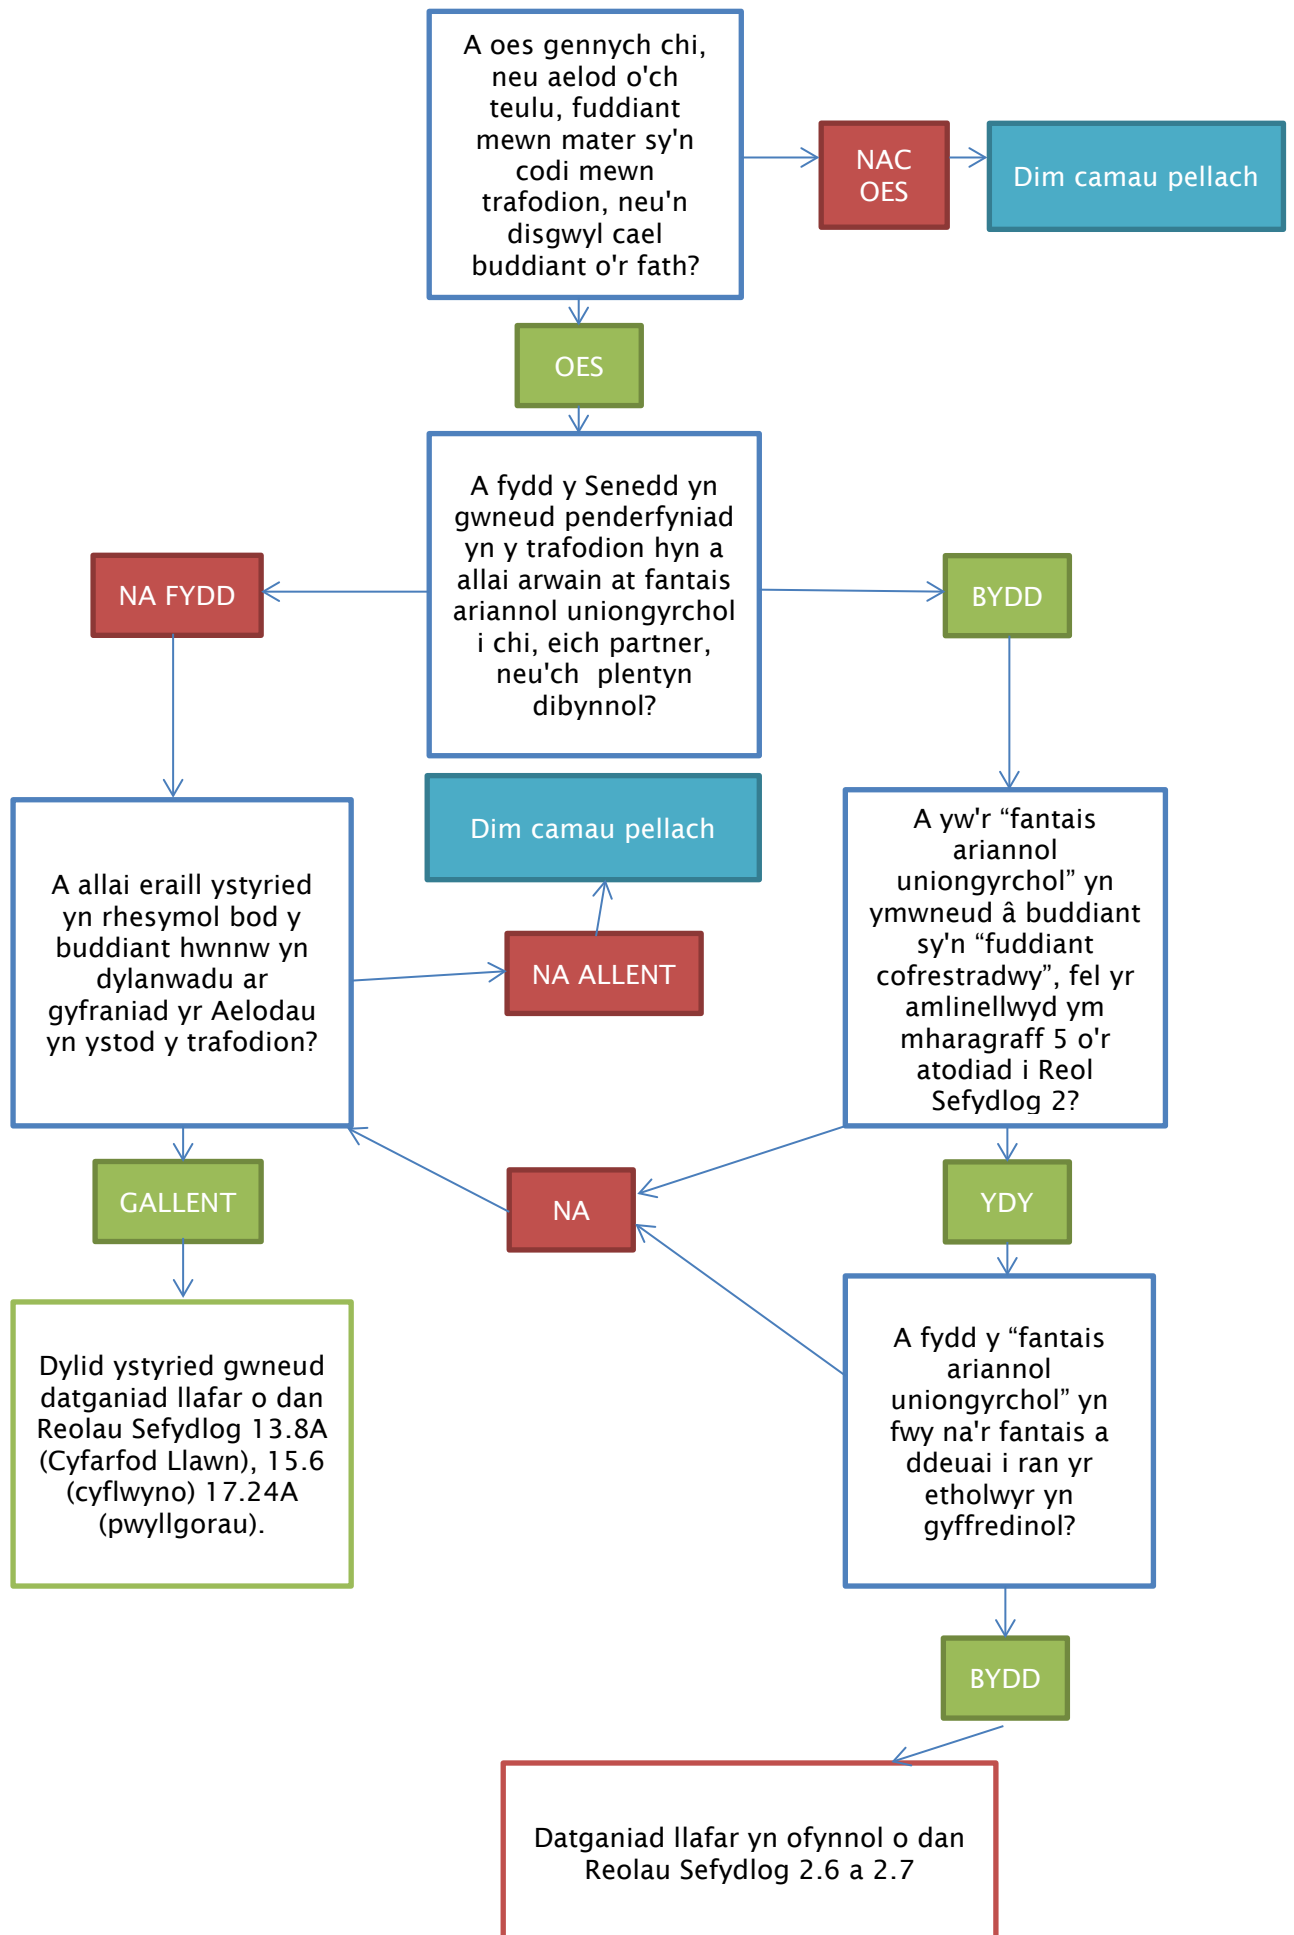 A oes gennych chi,
neu aelod o'ch
teulu, fuddiant
mewn mater sy'n
codi mewn
trafodion, neu'n
disgwyl cael
buddiant o'r fath?
NAC
OES
Dim camau pellach
OES
A fydd y Senedd yn
gwneud penderfyniad
yn y trafodion hyn a
allai arwain at fantais
ariannol uniongyrchol
i chi, eich partner,
neu'ch plentyn
dibynnol?
NA FYDD
BYDD
Dim camau pellach
A allai eraill ystyried
yn rhesymol bod y
buddiant hwnnw yn
dylanwadu ar
gyfraniad yr Aelodau
yn ystod y trafodion?
NA ALLENT
A yw'r “fantais
ariannol
uniongyrchol” yn
ymwneud â buddiant
sy'n “fuddiant
cofrestradwy”, fel yr
amlinellwyd ym
mharagraff 5 o'r
atodiad i Reol
Sefydlog 2?
GALLENT
NA
YDY
Dylid ystyried gwneud
datganiad llafar o dan
Reolau Sefydlog 13.8A
(Cyfarfod Llawn), 15.6
(cyflwyno) 17.24A
(pwyllgorau).
A fydd y “fantais
ariannol
uniongyrchol” yn
fwy na'r fantais a
ddeuai i ran yr
etholwyr yn
gyffredinol?
BYDD
Datganiad llafar yn ofynnol o dan
Reolau Sefydlog 2.6 a 2.7